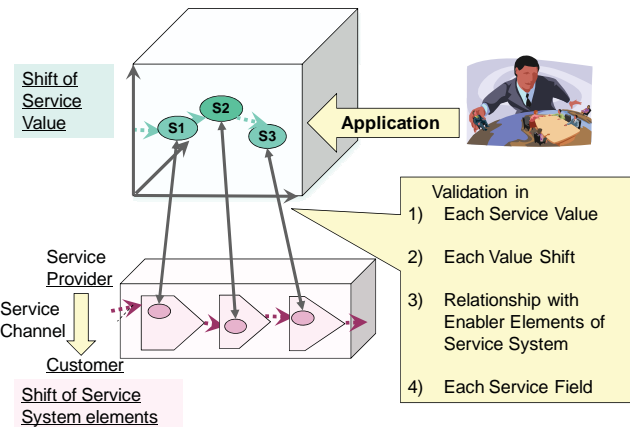 Shift of
Service
Value
S1
S2
S3
Application
Validation in
1) Each Service Value
2) Each Value Shift
3) Relationship with
Enabler Elements of
Service System
4) Each Service Field
Service
Provider
Service
Channel
Customer
Shift of Service
System elements